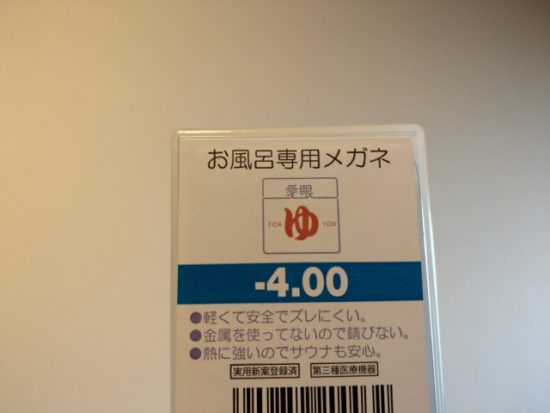 お風呂専用メガネ
愛眼
FOR ゆ YOU
-4.00
●軽くて安全でズレにくい。
●金属を使ってないので錆びない。
●熱に強いのでサウナも安心。
実用新案登録済 第三種医療機器